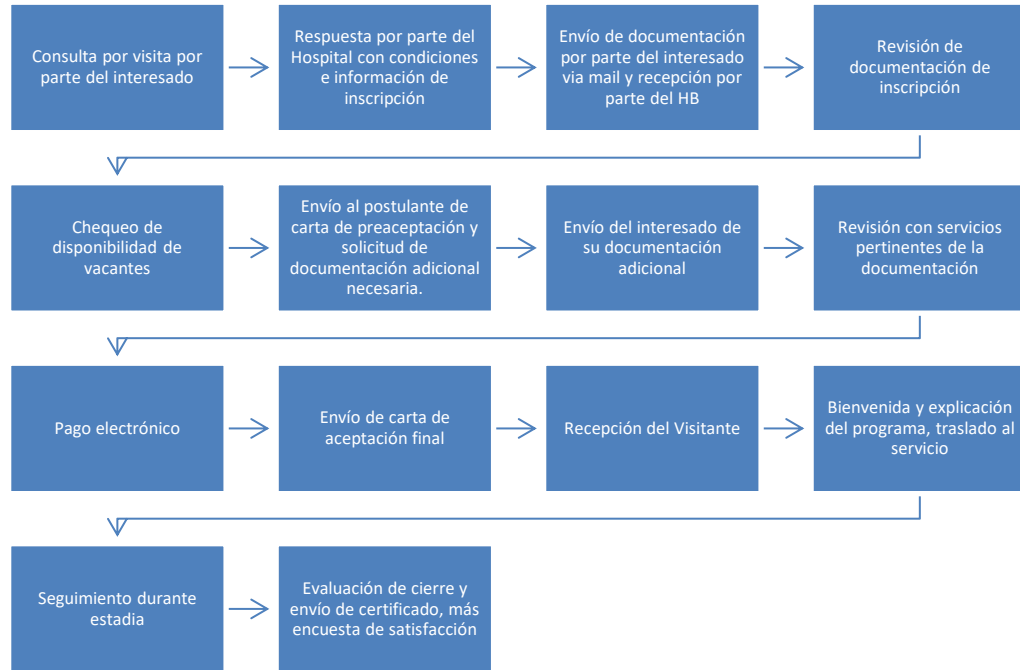 Consulta por visita por
parte del interesado
Respuesta por parte del
Hospital con condiciones
e información de
inscripción
Envío de documentación
por parte del interesado
via mail y recepción por
parte del HB
Revisión de
documentación de
inscripción
Chequeo de
disponibilidad de
vacantes
Envío al postulante de
carta de preaceptación y
solicitud de
documentación adicional
necesaria.
Envío del interesado de
su documentación
adicional
Revisión con servicios
pertinentes de la
documentación
Pago electrónico
Envío de carta de
aceptación final
Recepción del Visitante
Bienvenida y explicación
del programa, traslado al
servicio
Seguimiento durante
estadia
Evaluación de cierre y
envío de certificado, más
encuesta de satisfacción